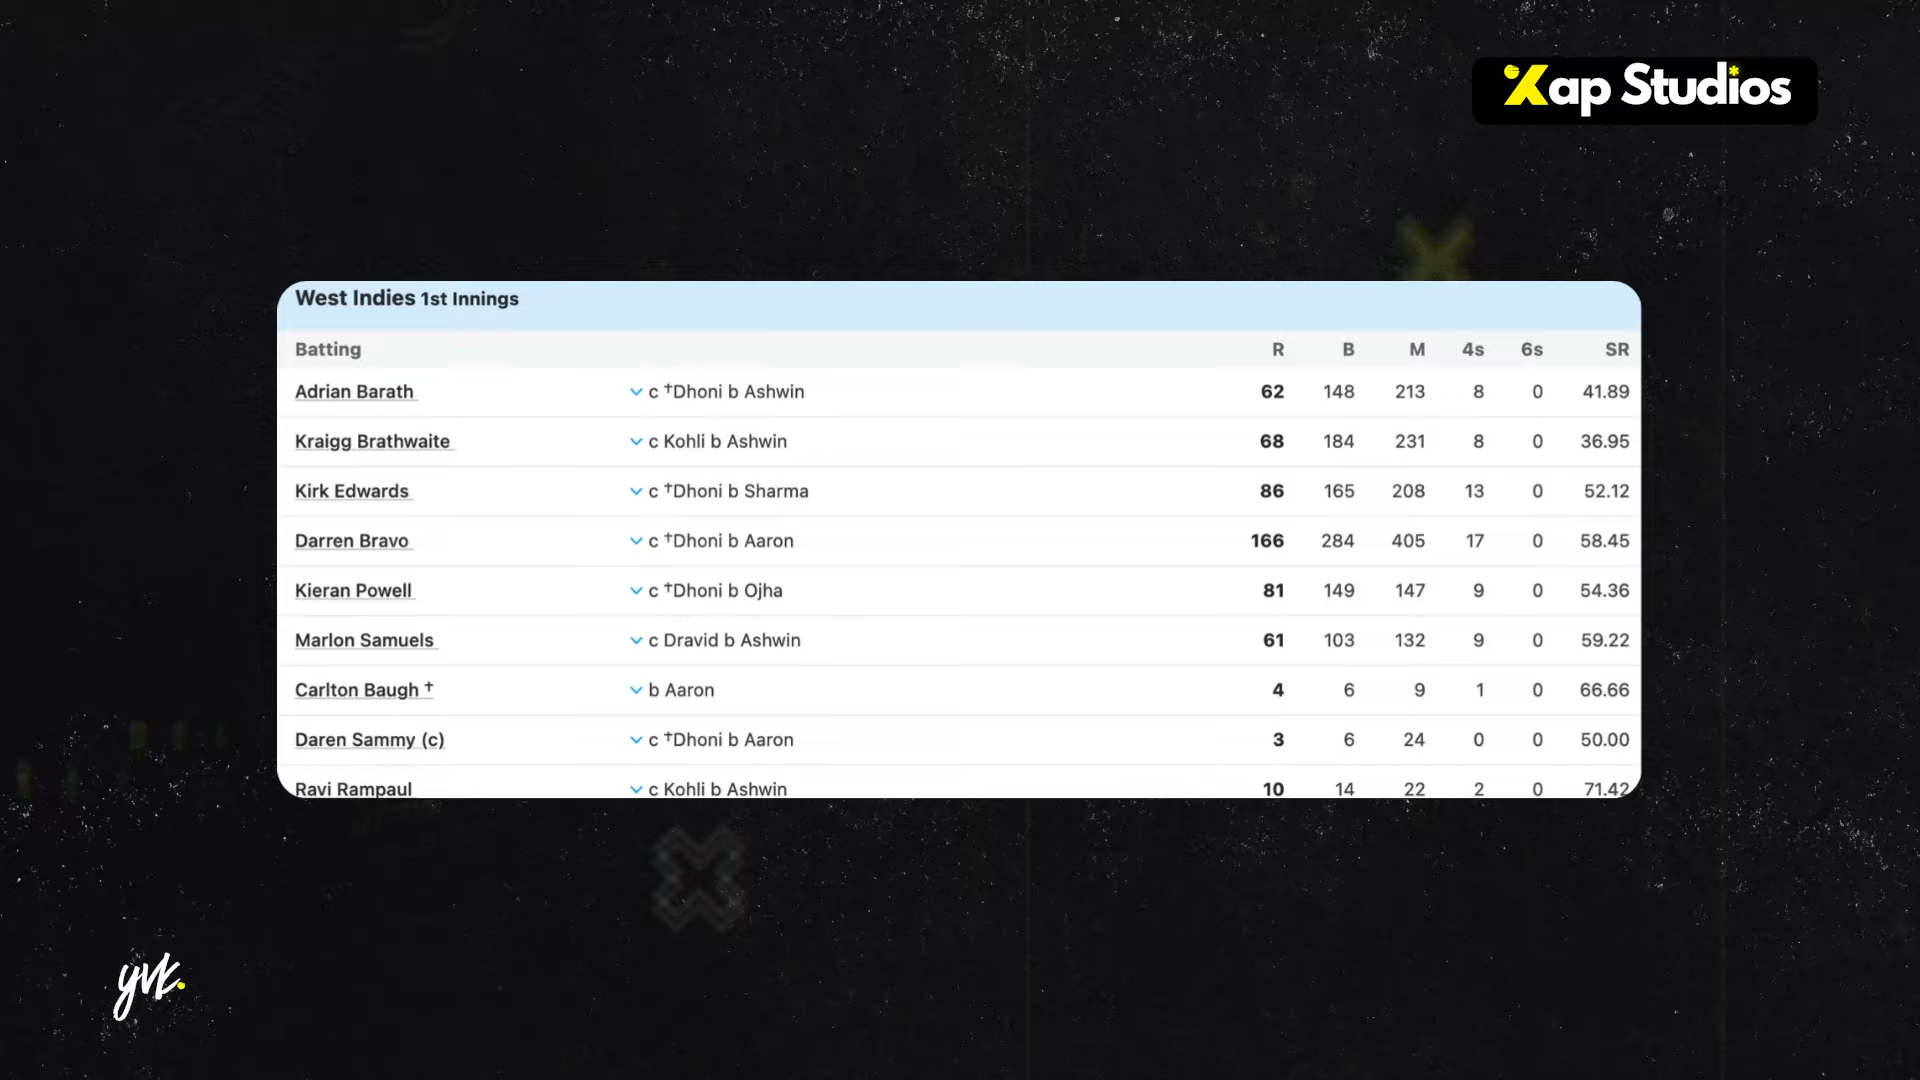 Xap Studios
West Indies 1st Innings
Batting R B M 4s 6s SR
Adrian Barath c †Dhoni b Ashwin 62 148 213 8 0 41.89
Kraigg Brathwaite c Kohli b Ashwin 68 184 231 8 0 36.95
Kirk Edwards c †Dhoni b Sharma 86 165 208 13 0 52.12
Darren Bravo c †Dhoni b Aaron 166 284 405 17 0 58.45
Kieran Powell c †Dhoni b Ojha 81 149 147 9 0 54.36
Marlon Samuels c Dravid b Ashwin 61 103 132 9 0 59.22
Carlton Baugh † b Aaron 4 6 9 1 0 66.66
Daren Sammy (c) c †Dhoni b Aaron 3 6 24 0 0 50.00
Ravi Rampaul c Kohli b Ashwin 10 14 22 2 0 71.42
yvk.